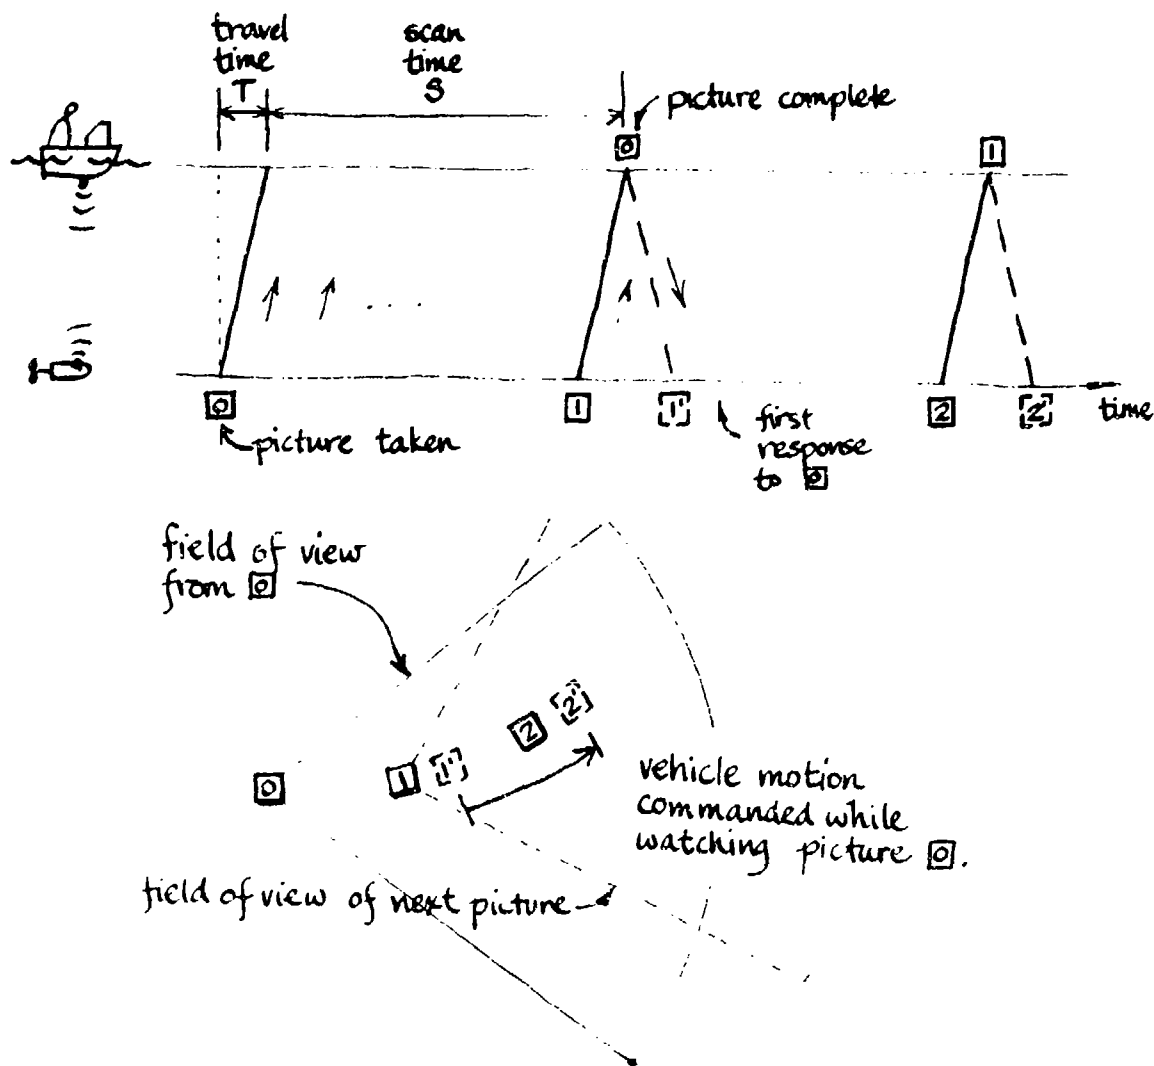 travel
time
T
scan
time
S
picture complete
0
1
0
1
1'
2
2'
time
picture taken
first
response
to 0
field of view
from 0
0
1
1'
2
2'
vehicle motion
commanded while
watching picture 0.
field of view of next picture